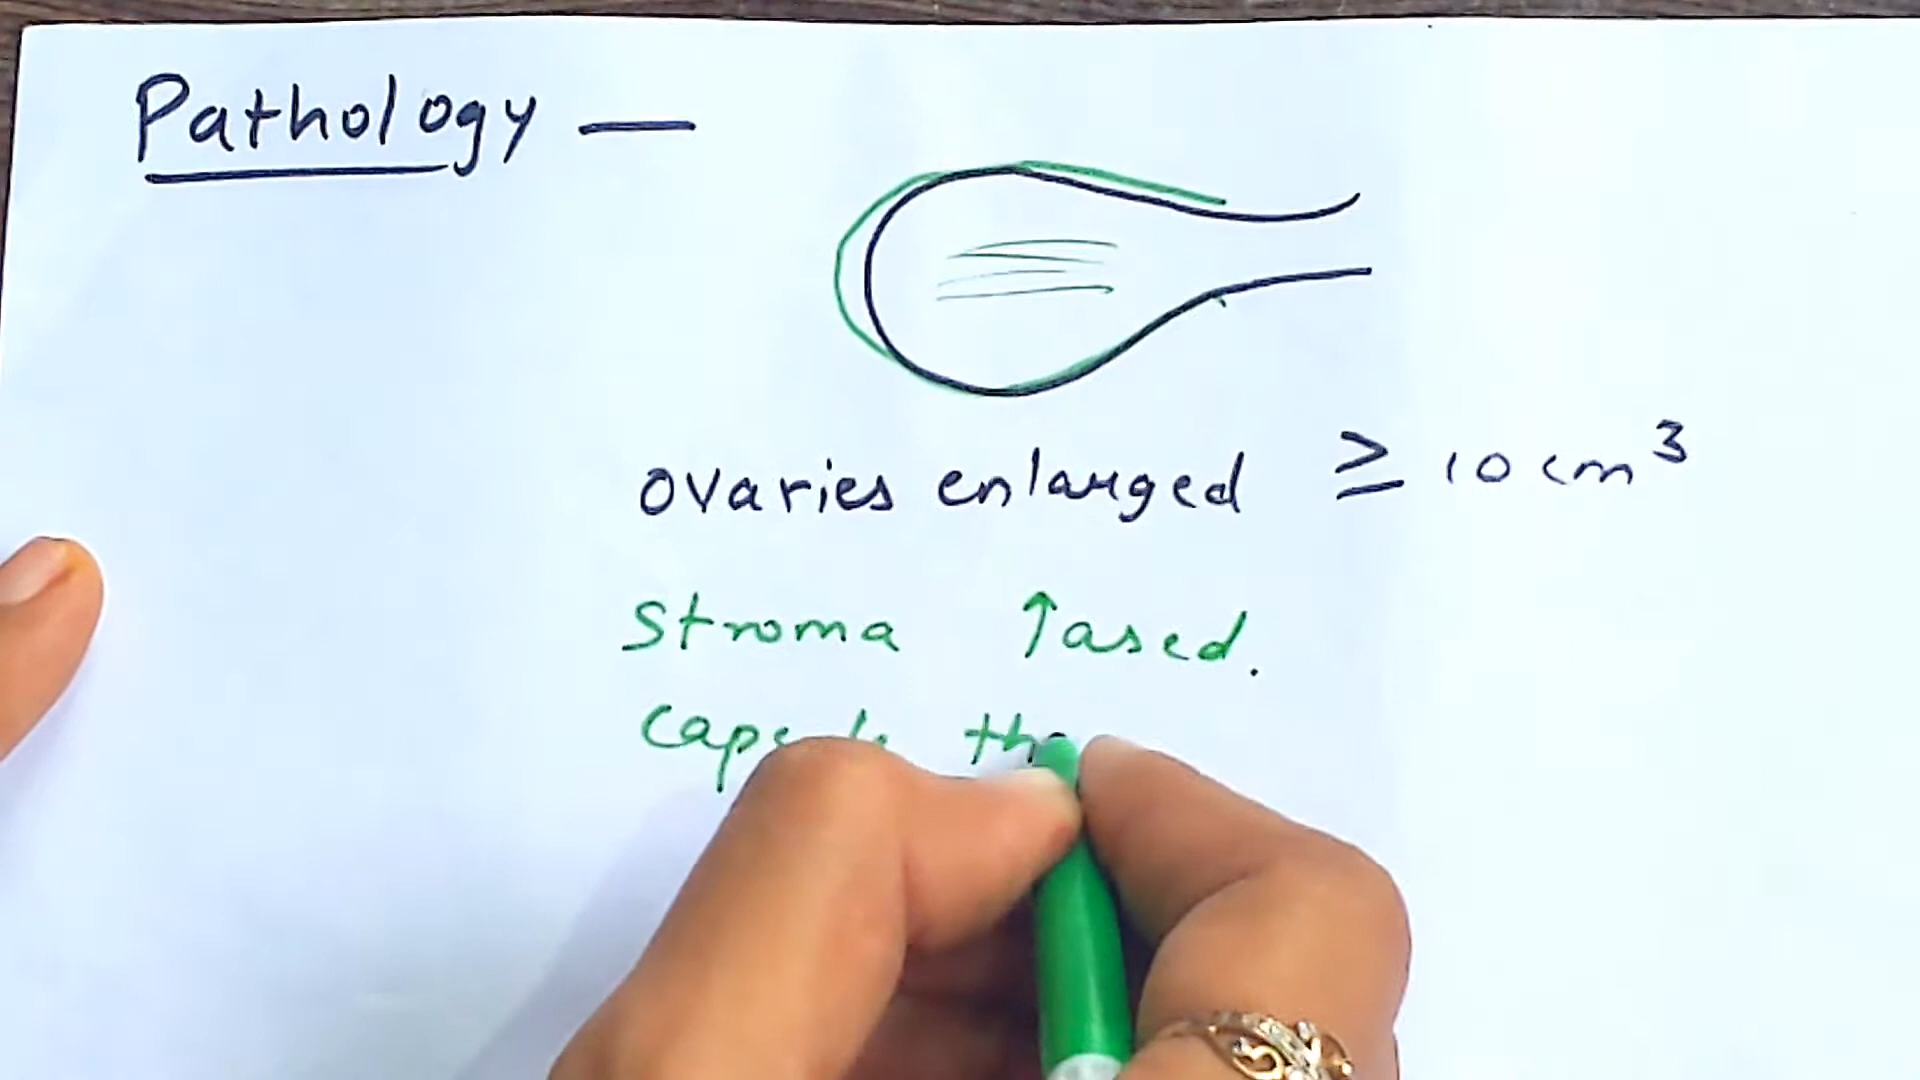 Pathology —
ovaries enlarged ≥ 10 cm³
stroma ↑ased.